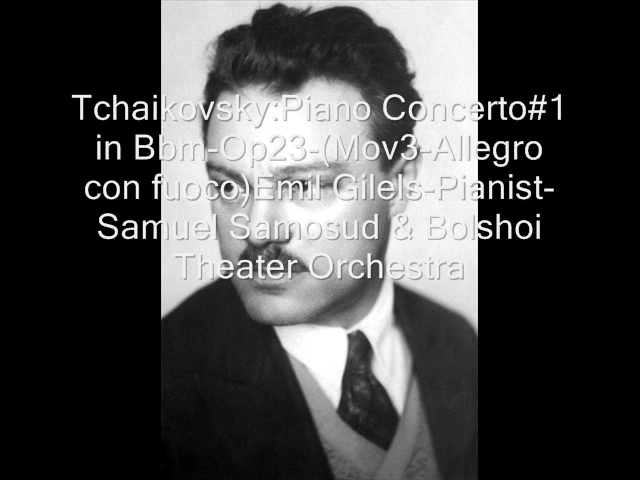 Tchaikovsky:Piano Concerto#1
in Bbm-Op23-(Mov3-Allegro
con fuoco)Emil Gilels-Pianist-
Samuel Samosud & Bolshoi
Theater Orchestra